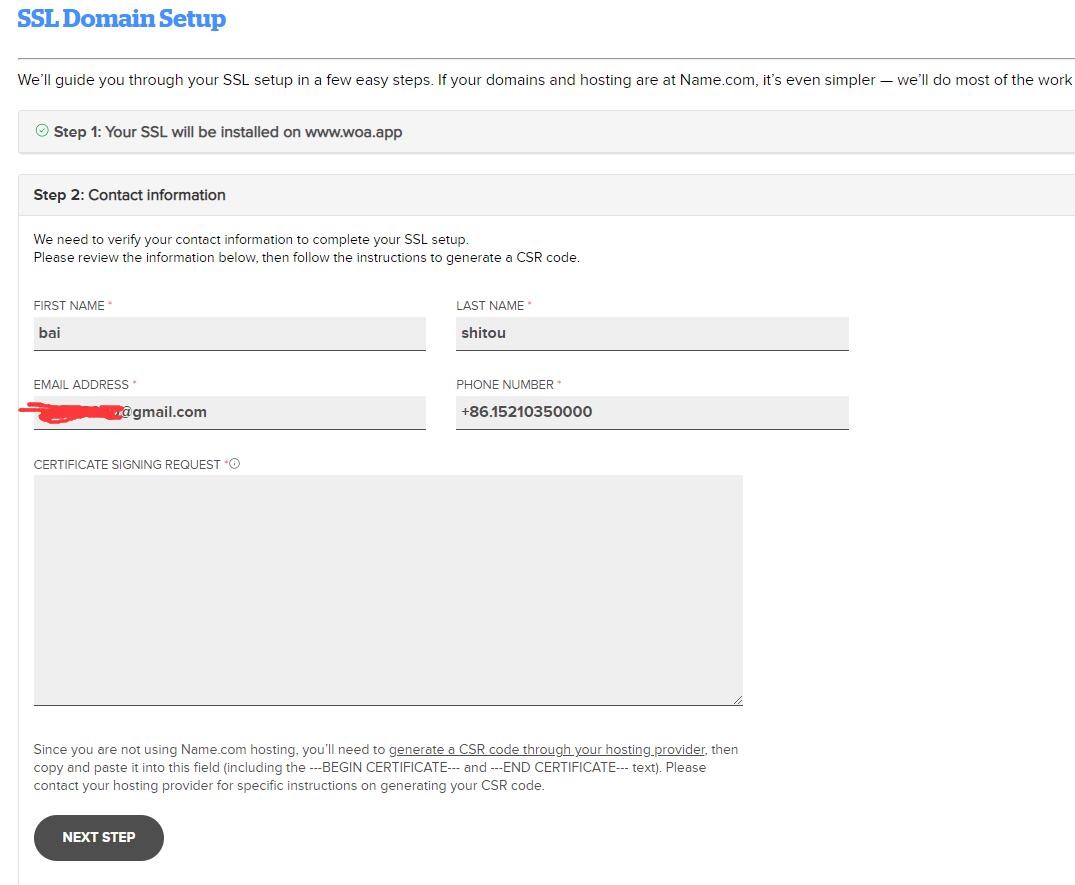 SSL Domain Setup
We'll guide you through your SSL setup in a few easy steps. If your domains and hosting are at Name.com, it's even simpler — we'll do most of the work
Step 1: Your SSL will be installed on www.woa.app
Step 2: Contact information
We need to verify your contact information to complete your SSL setup.
Please review the information below, then follow the instructions to generate a CSR code.
FIRST NAME *
LAST NAME *
bai
shitou
EMAIL ADDRESS *
PHONE NUMBER *
@gmail.com
+86.15210350000
CERTIFICATE SIGNING REQUEST *
Since you are not using Name.com hosting, you'll need to generate a CSR code through your hosting provider, then
copy and paste it into this field (including the ---BEGIN CERTIFICATE--- and ---END CERTIFICATE--- text). Please
contact your hosting provider for specific instructions on generating your CSR code.
NEXT STEP